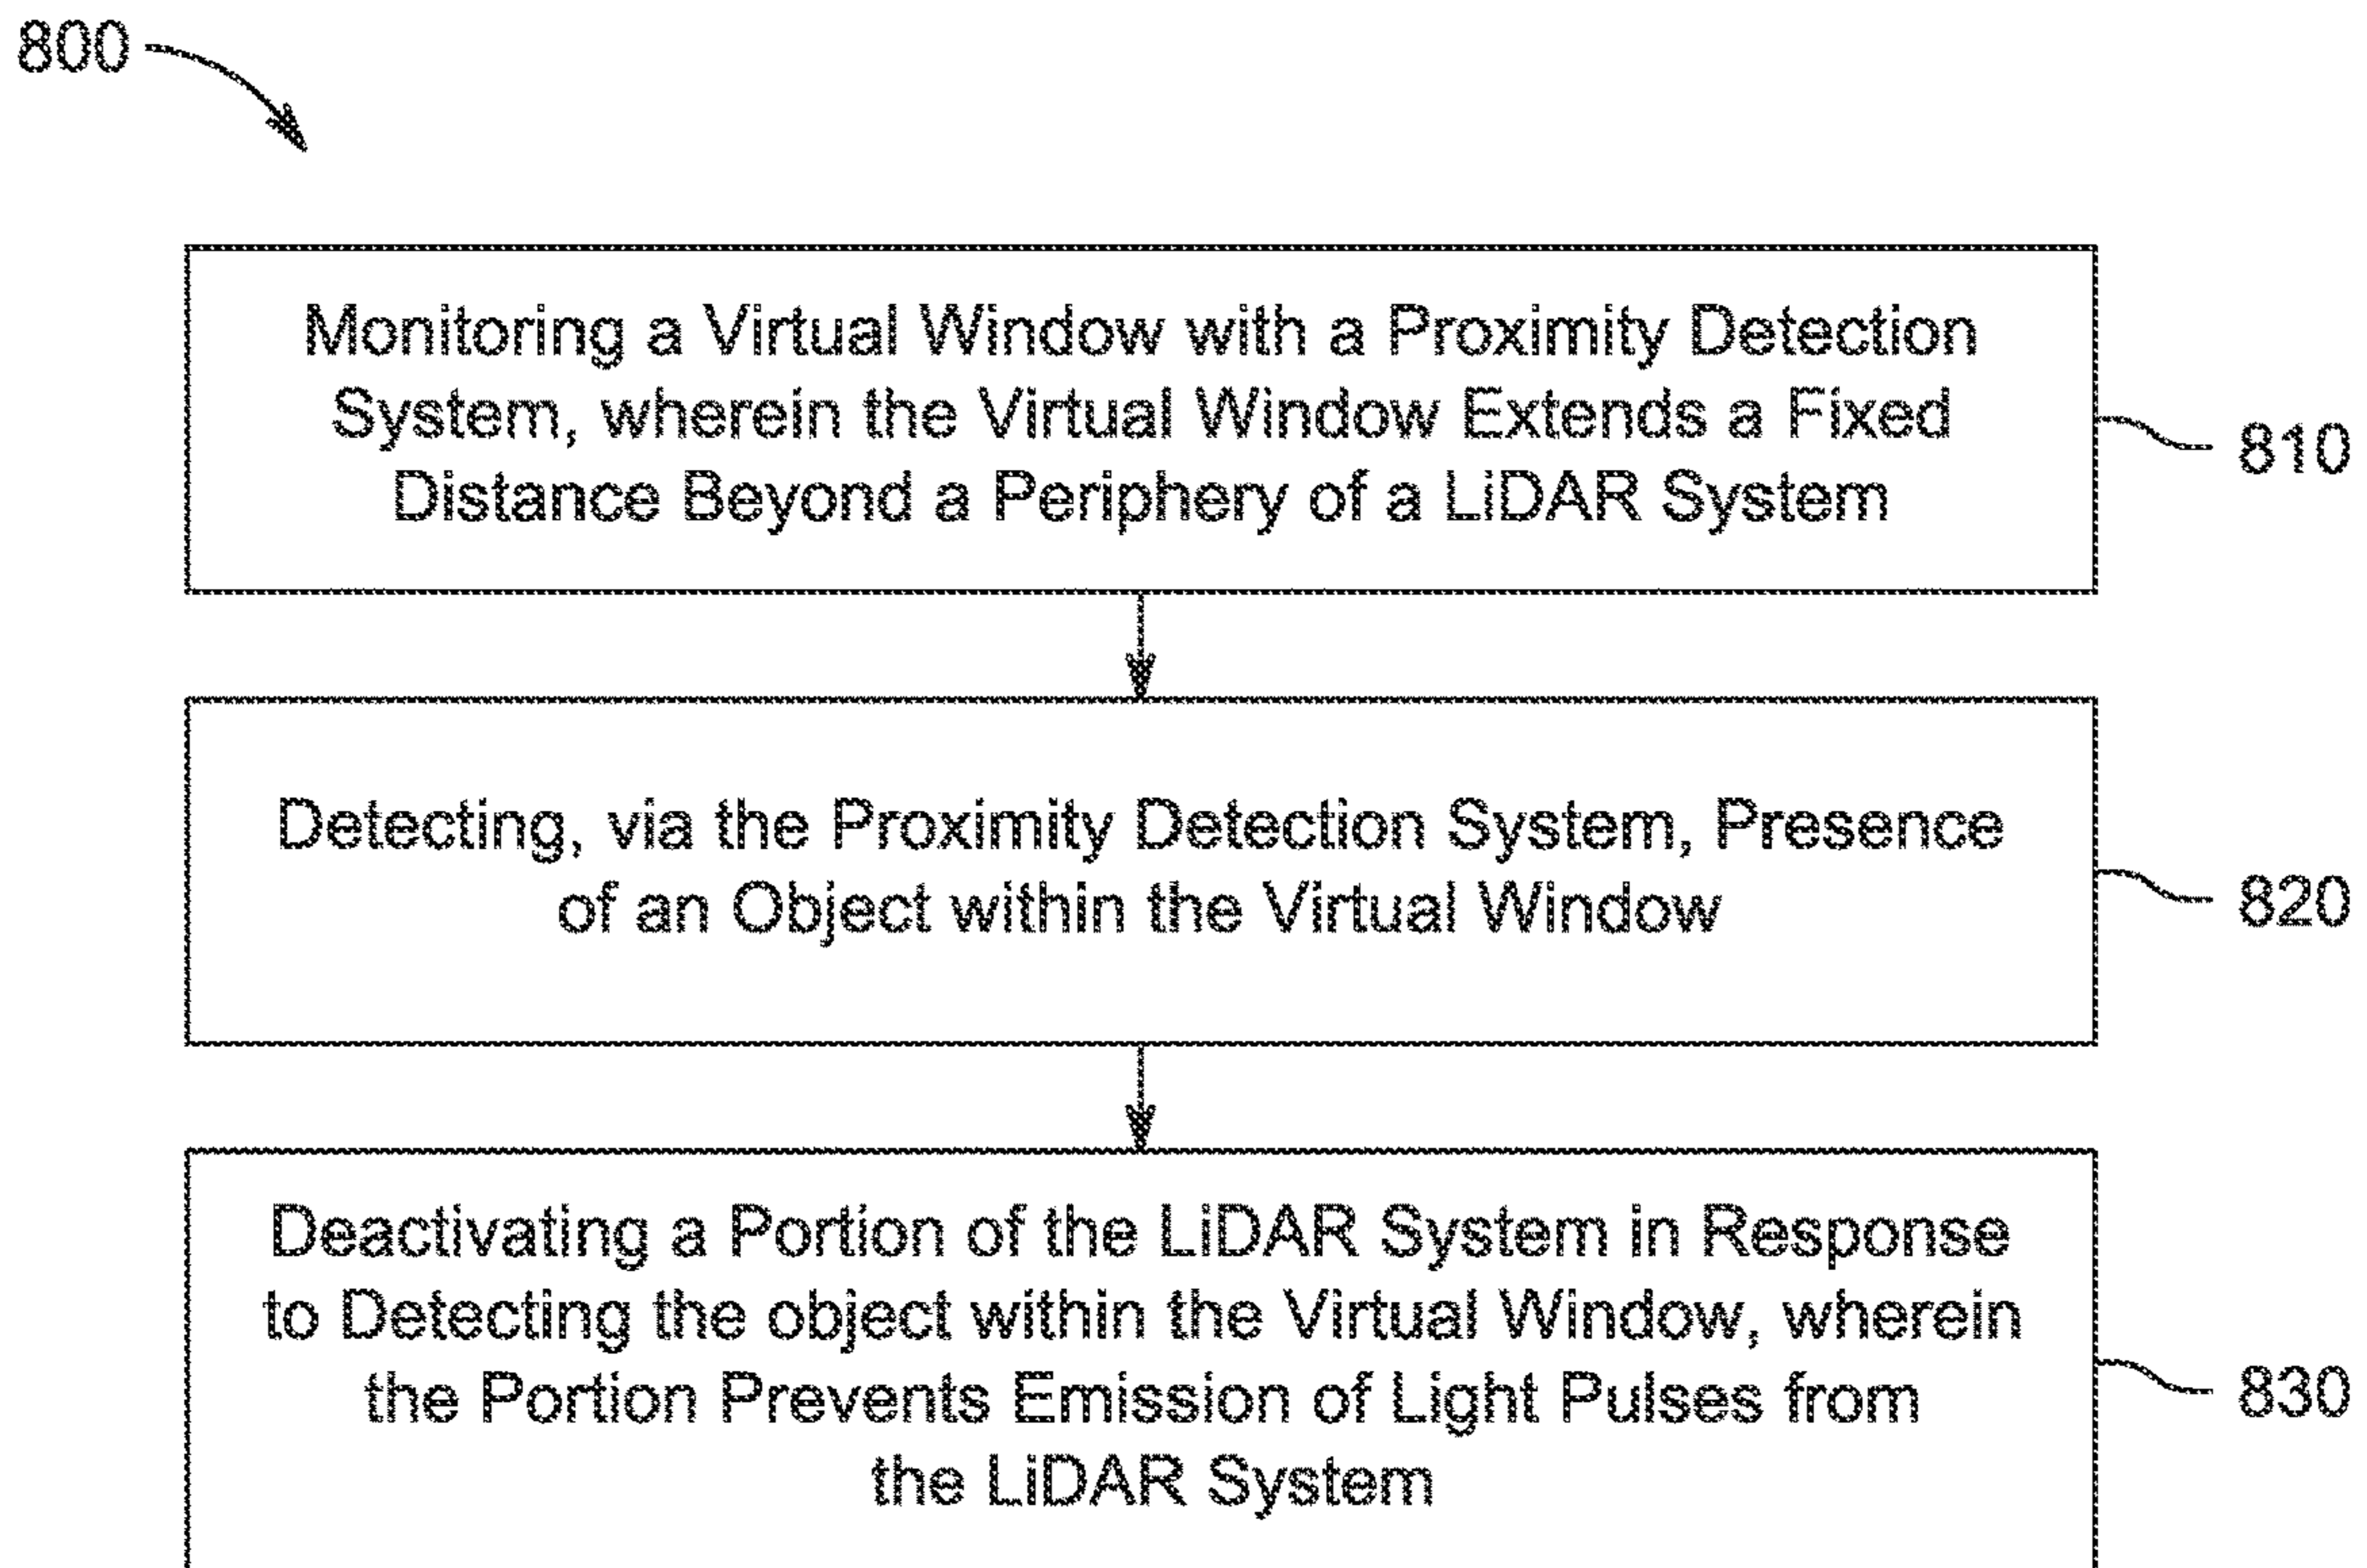 800
Monitoring a Virtual Window with a Proximity Detection
System, wherein the Virtual Window Extends a Fixed
Distance Beyond a Periphery of a LiDAR System
810
Detecting, via the Proximity Detection System, Presence
of an Object within the Virtual Window
820
Deactivating a Portion of the LiDAR System in Response
to Detecting the object within the Virtual Window, wherein
the Portion Prevents Emission of Light Pulses from
the LiDAR System
830